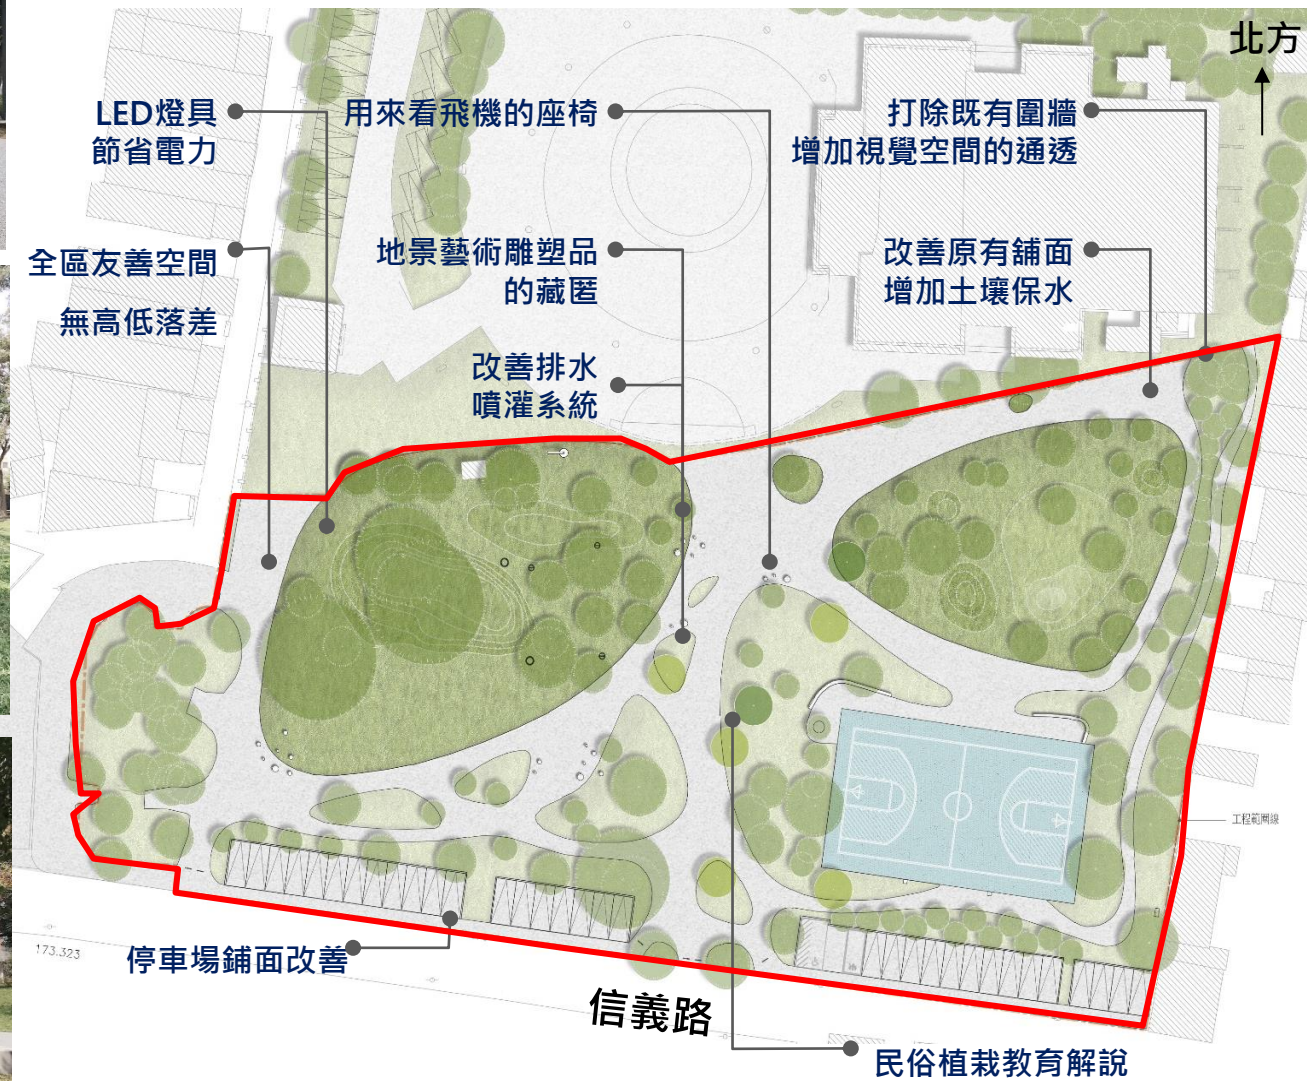 北方
LED燈具
節省電力
用來看飛機的座椅
打除既有圍牆
增加視覺空間的通透
全區友善空間
無高低落差
地景藝術雕塑品
的藏匿
改善原有舖面
增加土壤保水
改善排水
噴灌系統
工程範圍線
停車場鋪面改善
173.323
信義路
民俗植栽教育解說